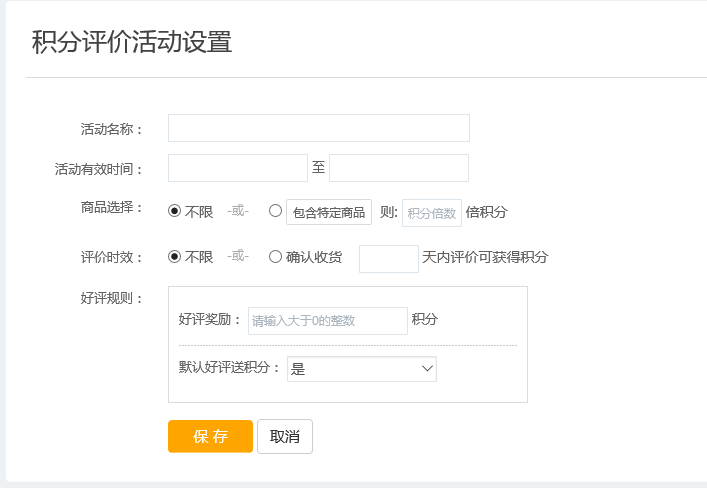 积分评价活动设置
活动名称：
活动有效时间： 至
商品选择： 不限 -或- 包含特定商品 则: 积分倍数 倍积分
评价时效： 不限 -或- 确认收货 天内评价可获得积分
好评规则：
好评奖励： 请输入大于0的整数 积分
默认好评送积分： 是
保存 取消